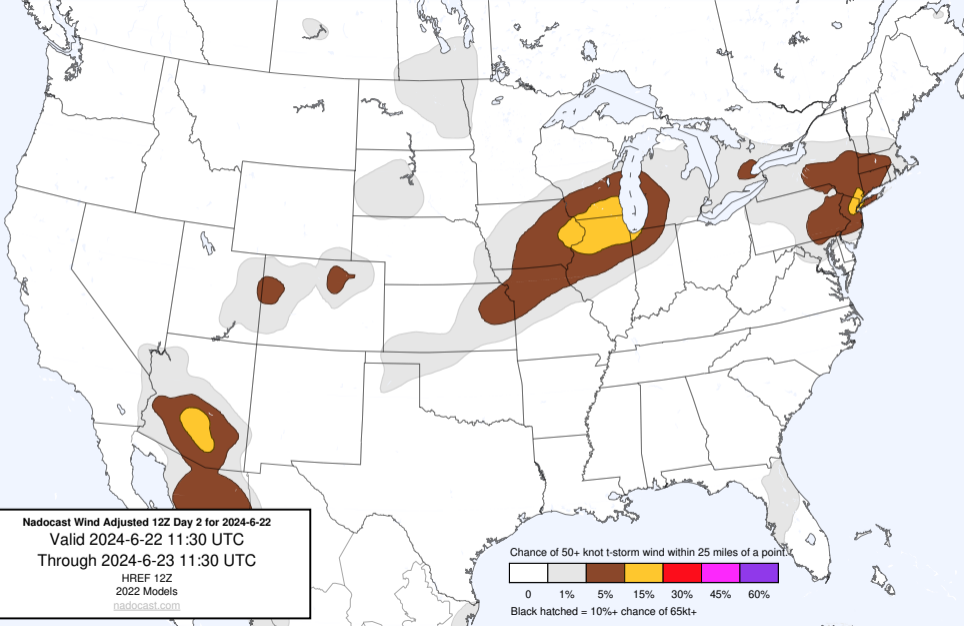 Nadocast Wind Adjusted 12Z Day 2 for 2024-6-22
Valid 2024-6-22 11:30 UTC
Through 2024-6-23 11:30 UTC
HREF 12Z
2022 Models
nadocast.com
Chance of 50+ knot t-storm wind within 25 miles of a point.
0 1% 5% 15% 30% 45% 60%
Black hatched = 10%+ chance of 65kt+